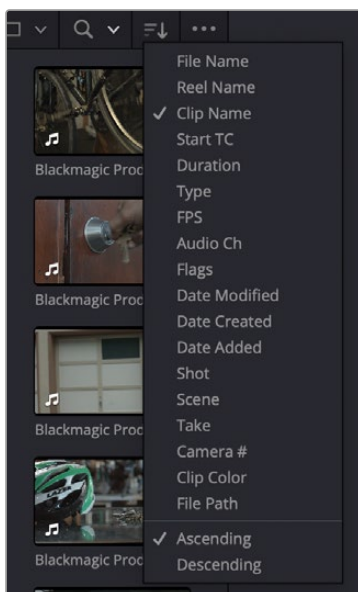 File Name
Reel Name
Clip Name
Start TC
Duration
Type
FPS
Audio Ch
Flags
Date Modified
Date Created
Date Added
Shot
Scene
Take
Camera #
Clip Color
File Path
Ascending
Descending
Blackmagic Prod
Blackmagic Prod
Blackmagic Prod
Blackmagic Prod